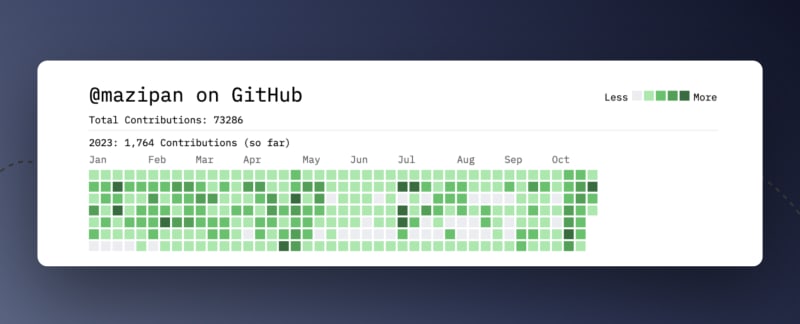 @mazipan on GitHub
Less More
Total Contributions: 73286
2023: 1,764 Contributions (so far)
Jan Feb Mar Apr May Jun Jul Aug Sep Oct